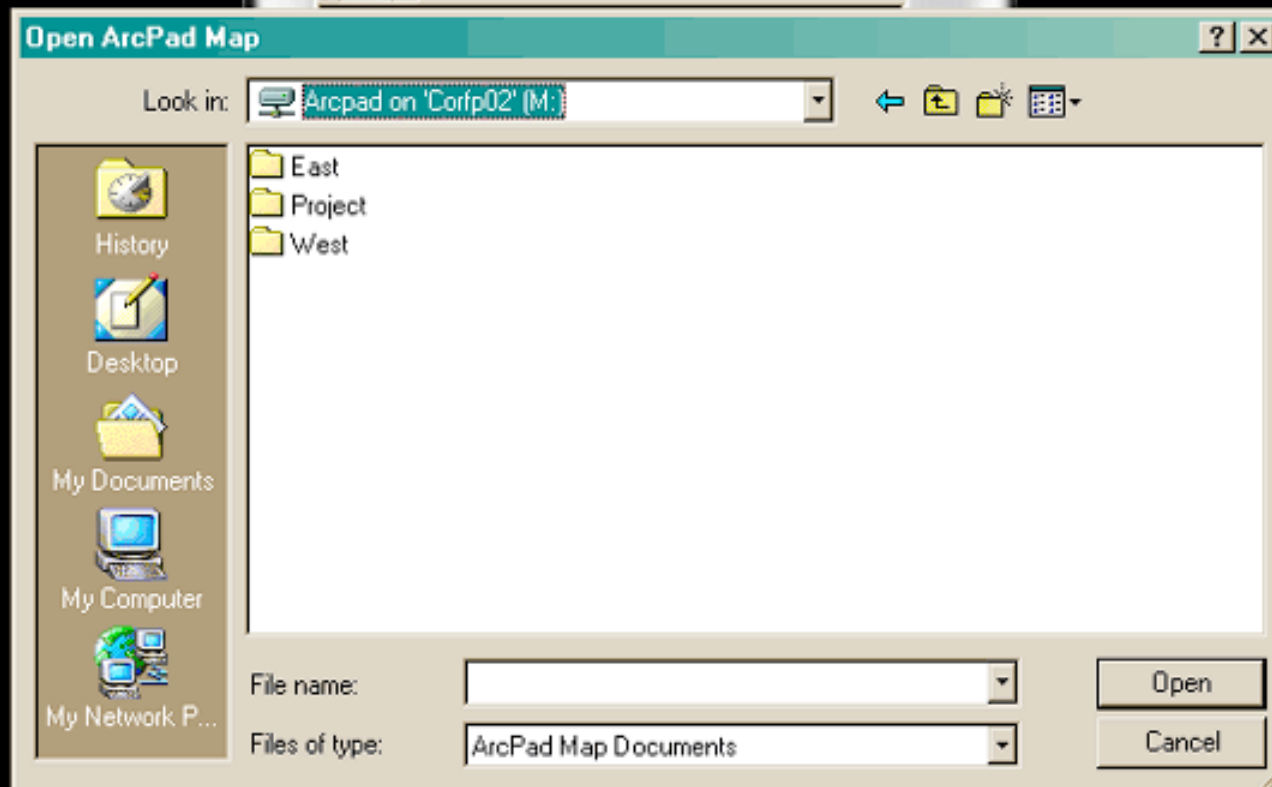 Open ArcPad Map
Look in: Arcpad on 'Corfp02' (M:)
East
Project
West
History
Desktop
My Documents
My Computer
My Network P...
File name:
Open
Files of type: ArcPad Map Documents
Cancel